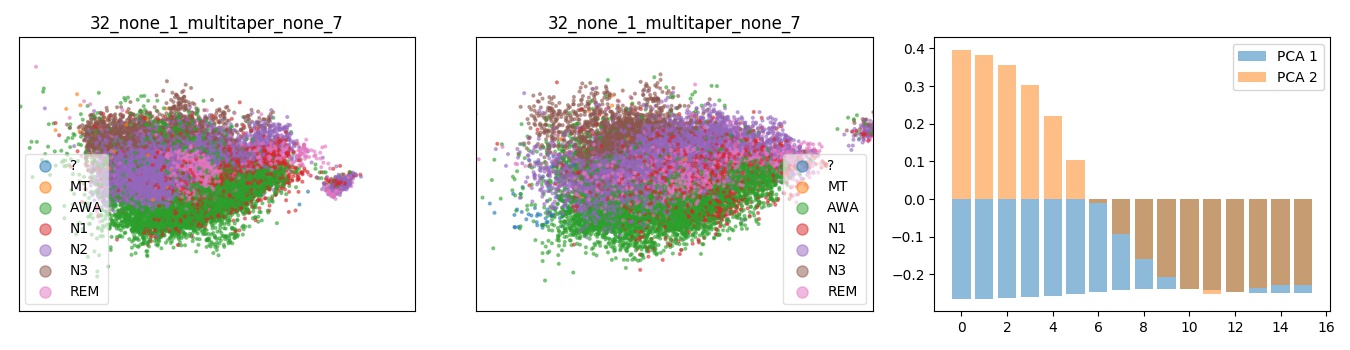 32_none_1_multitaper_none_7
?
MT
AWA
N1
N2
N3
REM
32_none_1_multitaper_none_7
?
MT
AWA
N1
N2
N3
REM
PCA 1
PCA 2
0.4
0.3
0.2
0.1
0.0
−0.1
−0.2
0 2 4 6 8 10 12 14 16